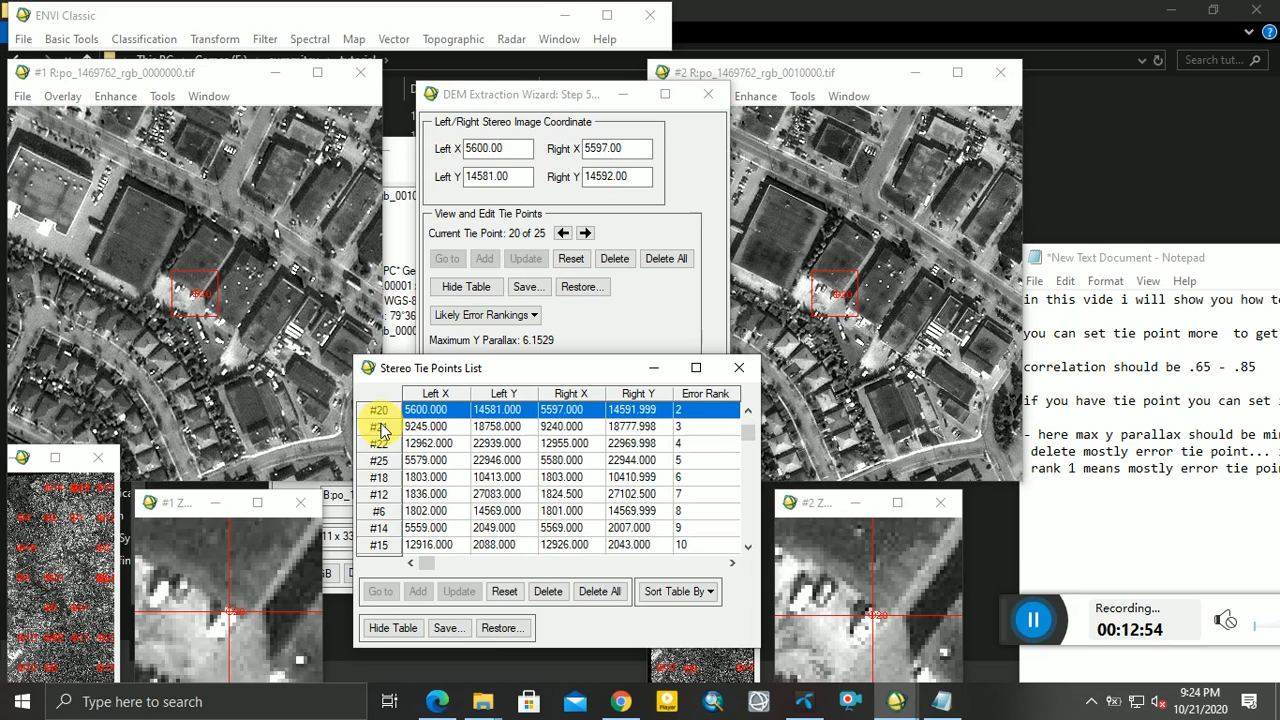 ENVI Classic
File Basic Tools Classification Transform Filter Spectral Map Vector Topographic Radar Window Help
Search tut...
#1 R:po_1469762_rgb_0000000.tif
File Overlay Enhance Tools Window
#2 R:po_1469762_rgb_0010000.tif
Enhance Tools Window
DEM Extraction Wizard: Step 5...
Left/Right Stereo Image Coordinate
Left X 5600.00 Right X 5597.00
Left Y 14581.00 Right Y 14592.00
View and Edit Tie Points
Current Tie Point: 20 of 25
Go to Add Update Reset Delete Delete All
Hide Table Save... Restore...
Likely Error Rankings
Maximum Y Parallax: 6.1529
#20
#20
Stereo Tie Points List
Left X Left Y Right X Right Y Error Rank
#20 5600.000 14581.000 5597.000 14591.999 2
9245.000 18758.000 9240.000 18777.998 3
#22 12962.000 22939.000 12955.000 22969.998 4
#25 5579.000 22946.000 5580.000 22944.000 5
#18 1803.000 10413.000 1803.000 10410.999 6
#12 1836.000 27083.000 1824.500 27102.500 7
#6 1802.000 14569.000 1801.000 14569.999 8
#14 5559.000 2049.000 5569.000 2007.000 9
#15 12916.000 2088.000 12926.000 2043.000 10
Go to Add Update Reset Delete Delete All Sort Table By
Hide Table Save... Restore...
*New Text Document - Notepad
File Edit Format View Help
in this vide i will show you how t
you can set tie point more to get
correlation should be .65 - .85
if you have tie point you can set
- here max y parallax should be min
delete mostly error tie point...
rank 1 means mostly error tie poi
#1 Z...
#2 Z...
#20
#20
Recording...
00:12:54
Type here to search
Player
9:24 PM
10/21/2020